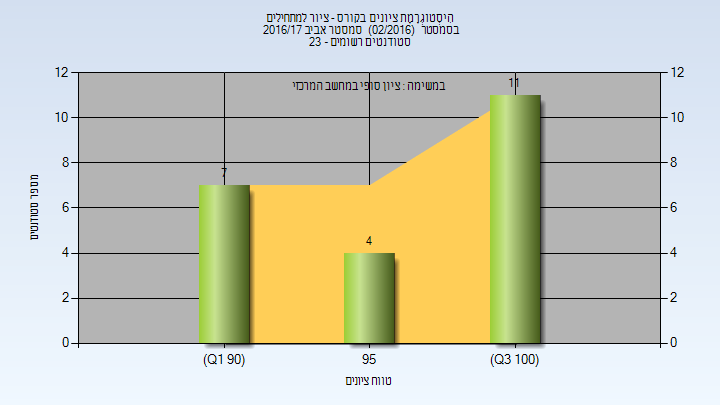 היסטוגרמת ציונים בקורס - ציור למתחילים
בסמסטר (02/2016) סמסטר אביב 2016/17
סטודנטים רשומים - 23
במשימה : ציון סופי במחשב המרכזי
12
10
8
6
4
2
0
12
10
8
6
4
2
0
7
4
11
מספר סטודנטים
(Q1 90)
95
(Q3 100)
טווח ציונים